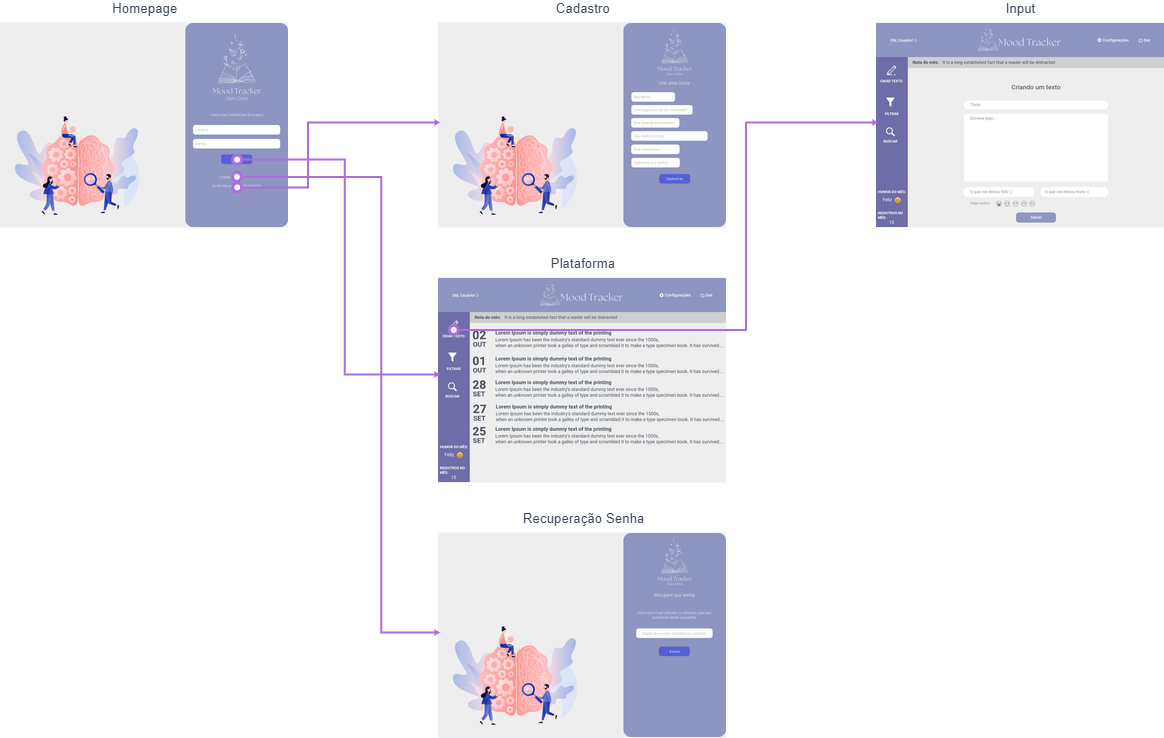 Homepage
Mood Tracker
Diário Online
Usuário
Senha
Cadastro
Mood Tracker
Diário Online
Crie uma conta
Cadastrar
Input
Olá, Usuário! :)
Mood Tracker
Configurações
Sair
Nota do mês: It is a long established fact that a reader will be distracted
CRIAR TEXTO
FILTRAR
BUSCAR
HUMOR DO MÊS:
Feliz
REGISTROS NO
MÊS:
15
Criando um texto
Título
Escreva algo...
O que me deixou feliz :)
O que me deixou triste :(
Hoje estou:
Salvar
Plataforma
Olá, Usuário! :)
Mood Tracker
Configurações
Sair
Nota do mês: It is a long established fact that a reader will be distracted
CRIAR TEXTO
FILTRAR
BUSCAR
HUMOR DO MÊS:
Feliz
REGISTROS NO
MÊS:
15
02
OUT
Lorem Ipsum is simply dummy text of the printing
Lorem Ipsum has been the industry's standard dummy text ever since the 1500s,
when an unknown printer took a galley of type and scrambled it to make a type specimen book. It has survived...
01
OUT
Lorem Ipsum is simply dummy text of the printing
Lorem Ipsum has been the industry's standard dummy text ever since the 1500s,
when an unknown printer took a galley of type and scrambled it to make a type specimen book. It has survived...
28
SET
Lorem Ipsum is simply dummy text of the printing
Lorem Ipsum has been the industry's standard dummy text ever since the 1500s,
when an unknown printer took a galley of type and scrambled it to make a type specimen book. It has survived...
27
SET
Lorem Ipsum is simply dummy text of the printing
Lorem Ipsum has been the industry's standard dummy text ever since the 1500s,
when an unknown printer took a galley of type and scrambled it to make a type specimen book. It has survived...
25
SET
Lorem Ipsum is simply dummy text of the printing
Lorem Ipsum has been the industry's standard dummy text ever since the 1500s,
when an unknown printer took a galley of type and scrambled it to make a type specimen book. It has survived...
Recuperação Senha
Mood Tracker
Diário Online
Recupere sua senha
Enviar